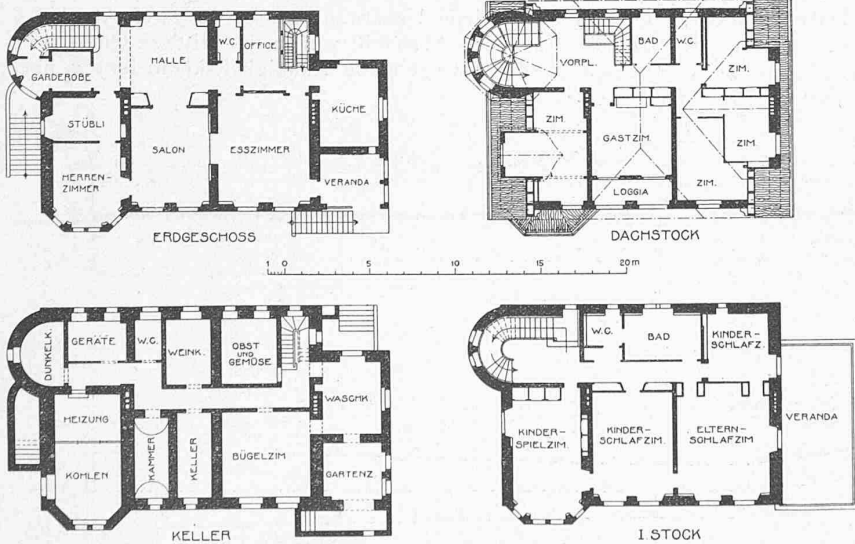 W.C.
OFFICE
HALLE
GARDEROBE
KÜCHE
STÜBLI
SALON
ESSZIMMER
HERREN-
ZIMMER
VERANDA
ERDGESCHOSS
BAD
W.C.
VORPL.
ZIM.
ZIM.
GASTZIM.
ZIM.
ZIM.
LOGGIA
DACHSTOCK
1 0 5 10 15 20 m
DUNKELK.
GERÄTE
W.C.
WEINK.
OBST
UND
GEMÜSE
WASCHK.
HEIZUNG
KOHLEN
KAMMER
KELLER
BÜGELZIM
GARTENZ.
KELLER
W.C.
BAD
KINDER-
SCHLAFZ.
KINDER-
SPIELZIM.
KINDER-
SCHLAFZIM.
ELTERN-
SCHLAFZIM
VERANDA
I. STOCK